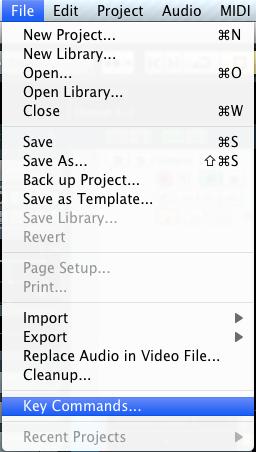 File Edit Project Audio MIDI
New Project... ⌘N
New Library...
Open... ⌘O
Open Library...
Close ⌘W
Save ⌘S
Save As... ⇧⌘S
Back up Project...
Save as Template...
Save Library...
Revert
Page Setup...
Print...
Import ▶
Export ▶
Replace Audio in Video File...
Cleanup...
Key Commands...
Recent Projects ▶